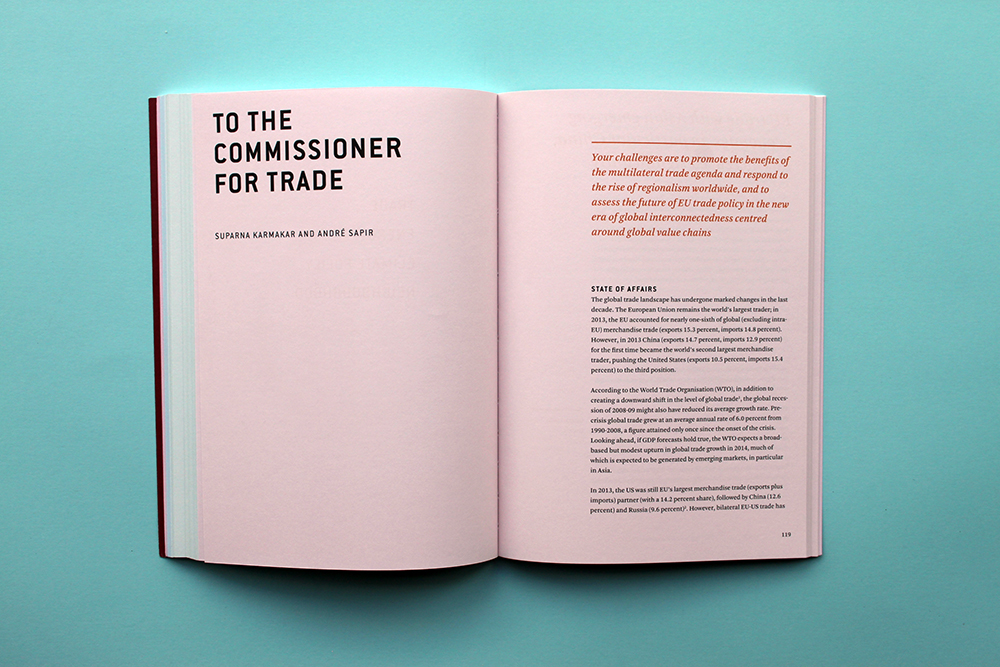 TO THE
COMMISSIONER
FOR TRADE
SUPARNA KARMAKAR AND ANDRÉ SAPIR
Your challenges are to promote the benefits of
the multilateral trade agenda and respond to
the rise of regionalism worldwide, and to
assess the future of EU trade policy in the new
era of global interconnectedness centred
around global value chains
STATE OF AFFAIRS
The global trade landscape has undergone marked changes in the last
decade. The European Union remains the world's largest trader; in
2013, the EU accounted for nearly one-sixth of global (excluding intra-
EU) merchandise trade (exports 15.3 percent, imports 14.8 percent).
However, in 2013 China (exports 14.7 percent, imports 12.9 percent)
for the first time became the world's second largest merchandise
trader, pushing the United States (exports 10.5 percent, imports 15.4
percent) to the third position.
According to the World Trade Organisation (WTO), in addition to
creating a downward shift in the level of global trade¹, the global reces-
sion of 2008-09 might also have reduced its average growth rate. Pre-
crisis global trade grew at an average annual rate of 6.0 percent from
1990-2008, a figure attained only once since the onset of the crisis.
Looking ahead, if GDP forecasts hold true, the WTO expects a broad-
based but modest upturn in global trade growth in 2014, much of
which is expected to be generated by emerging markets, in particular
in Asia.
In 2013, the US was still EU's largest merchandise trade (exports plus
imports) partner (with a 14.2 percent share), followed by China (12.6
percent) and Russia (9.6 percent)². However, bilateral EU-US trade has
119